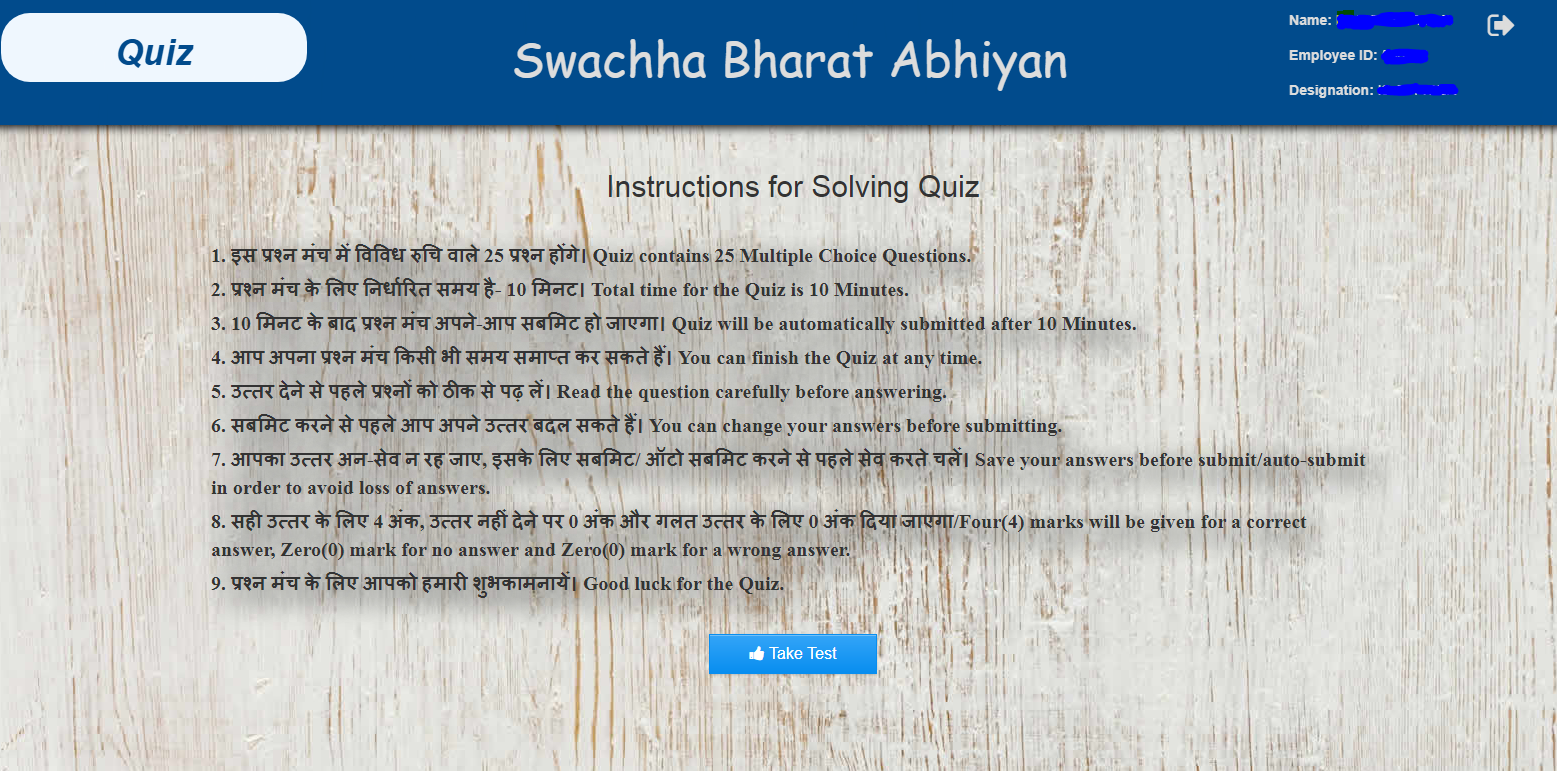 Quiz
Swachha Bharat Abhiyan
Name:
Employee ID:
Designation:
Instructions for Solving Quiz
1. इस प्रश्न मंच में विविध रुचि वाले 25 प्रश्न होंगे। Quiz contains 25 Multiple Choice Questions.
2. प्रश्न मंच के लिए निर्धारित समय है- 10 मिनट। Total time for the Quiz is 10 Minutes.
3. 10 मिनट के बाद प्रश्न मंच अपने-आप सबमिट हो जाएगा। Quiz will be automatically submitted after 10 Minutes.
4. आप अपना प्रश्न मंच किसी भी समय समाप्त कर सकते हैं। You can finish the Quiz at any time.
5. उत्तर देने से पहले प्रश्नों को ठीक से पढ़ लें। Read the question carefully before answering.
6. सबमिट करने से पहले आप अपने उत्तर बदल सकते हैं। You can change your answers before submitting.
7. आपका उत्तर अन-सेव न रह जाए, इसके लिए सबमिट/ ऑटो सबमिट करने से पहले सेव करते चलें। Save your answers before submit/auto-submit
in order to avoid loss of answers.
8. सही उत्तर के लिए 4 अंक, उत्तर नहीं देने पर 0 अंक और गलत उत्तर के लिए 0 अंक दिया जाएगा/Four(4) marks will be given for a correct
answer, Zero(0) mark for no answer and Zero(0) mark for a wrong answer.
9. प्रश्न मंच के लिए आपको हमारी शुभकामनायें। Good luck for the Quiz.
Take Test